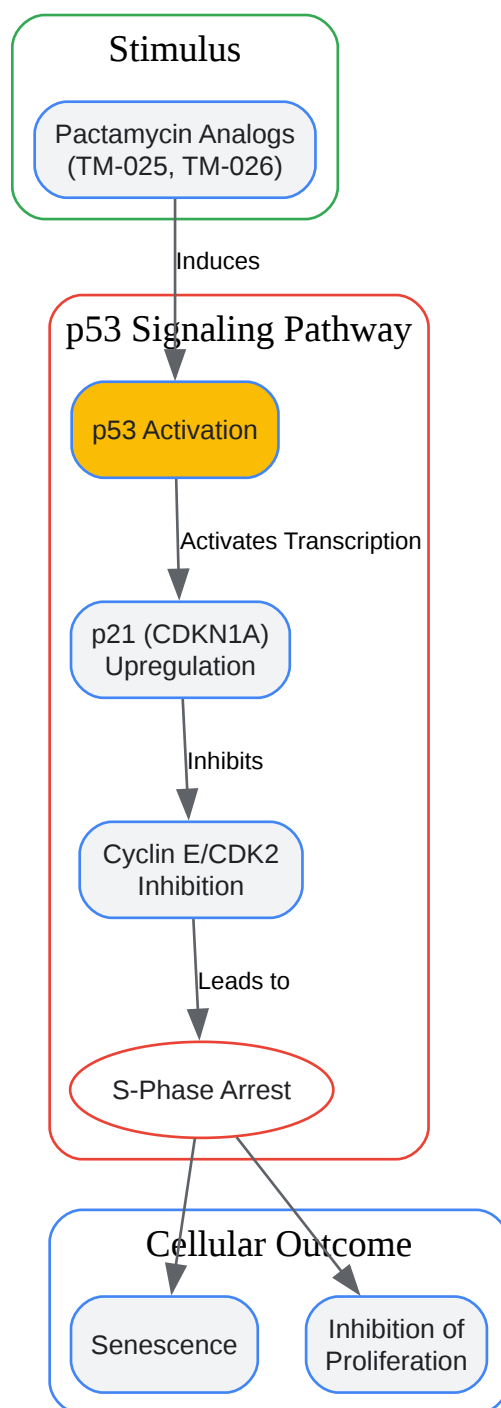 Stimulus
Pactamycin Analogs
(TM-025, TM-026)
Induces
p53 Signaling Pathway
p53 Activation
Activates Transcription
p21 (CDKN1A)
Upregulation
Inhibits
Cyclin E/CDK2
Inhibition
Leads to
S-Phase Arrest
Cellular Outcome
Senescence
Inhibition of
Proliferation